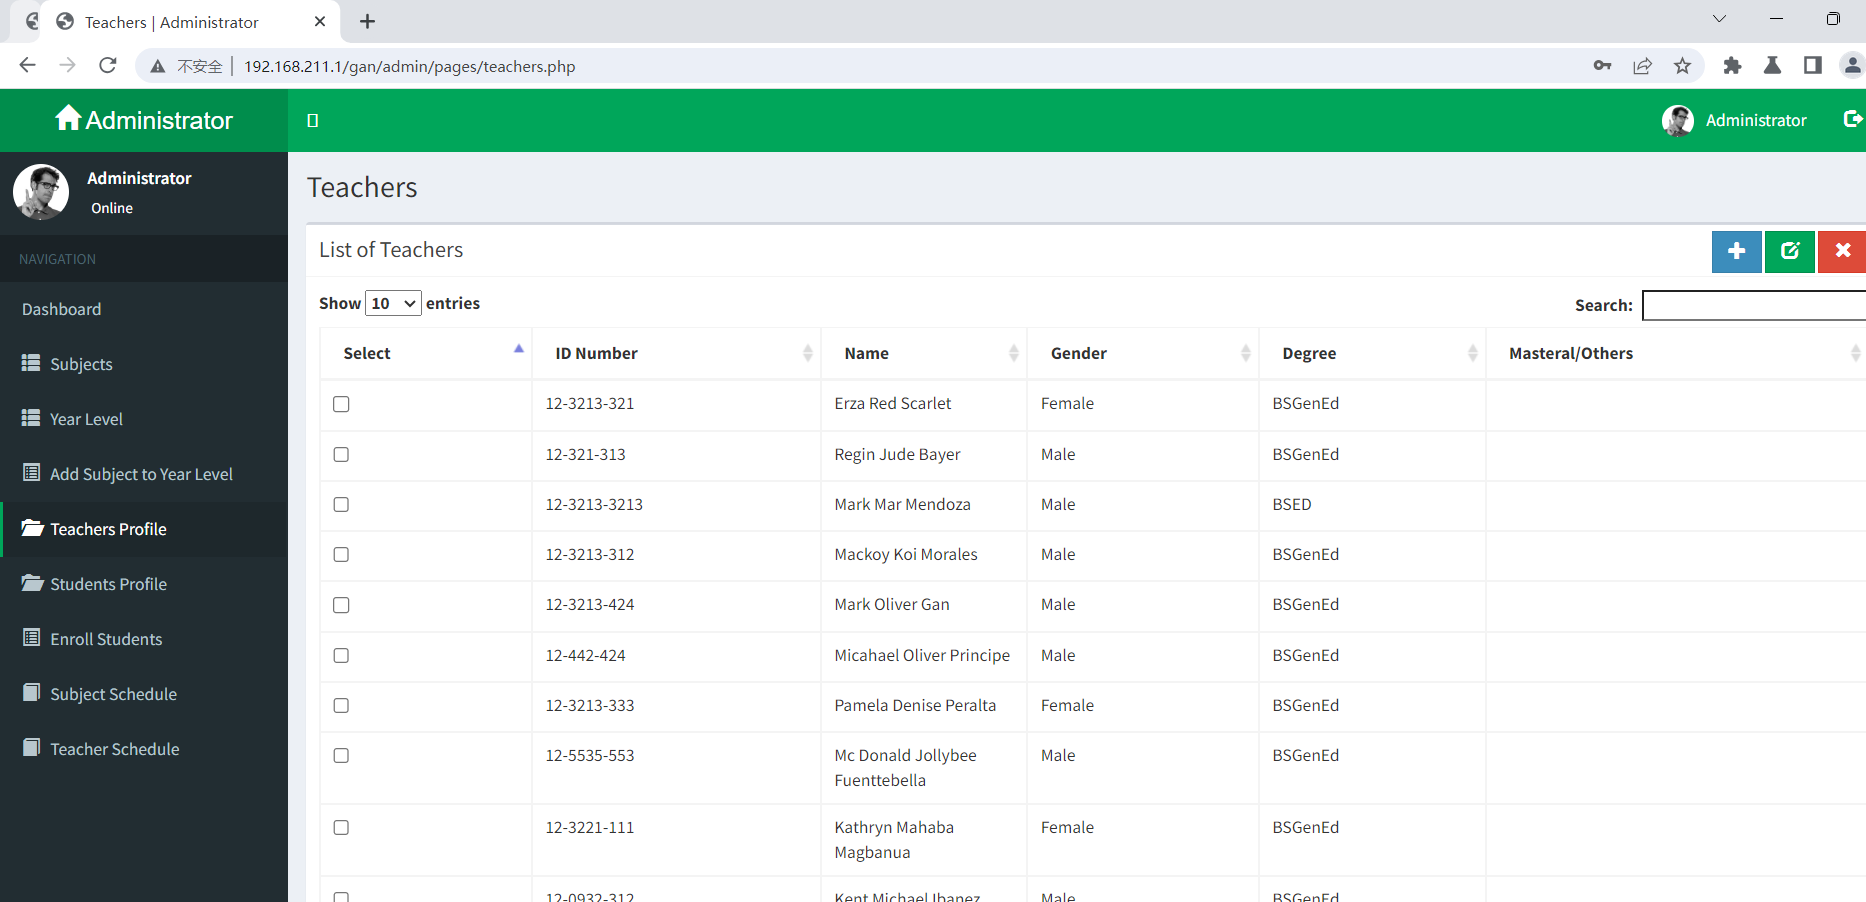 Teachers | Administrator
不安全 192.168.211.1/gan/admin/pages/teachers.php
Administrator
Administrator
Administrator
Online
NAVIGATION
Dashboard
Subjects
Year Level
Add Subject to Year Level
Teachers Profile
Students Profile
Enroll Students
Subject Schedule
Teacher Schedule
Teachers
List of Teachers
Show 10 entries
Search:
Select ID Number Name Gender Degree Masteral/Others
12-3213-321 Erza Red Scarlet Female BSGenEd
12-321-313 Regin Jude Bayer Male BSGenEd
12-3213-3213 Mark Mar Mendoza Male BSED
12-3213-312 Mackoy Koi Morales Male BSGenEd
12-3213-424 Mark Oliver Gan Male BSGenEd
12-442-424 Micahael Oliver Principe Male BSGenEd
12-3213-333 Pamela Denise Peralta Female BSGenEd
12-5535-553 Mc Donald Jollybee Male BSGenEd
Fuenttebella
12-3221-111 Kathryn Mahaba Female BSGenEd
Magbanua
12-0932-312 Kent Michael Ibanez Male BSGenEd